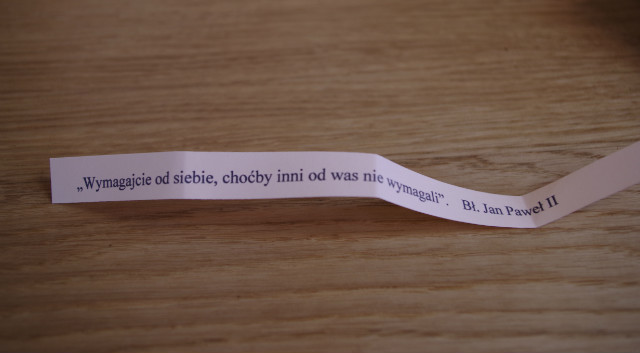 „Wymagajcie od siebie, choćby inni od was nie wymagali”. Bł. Jan Paweł II